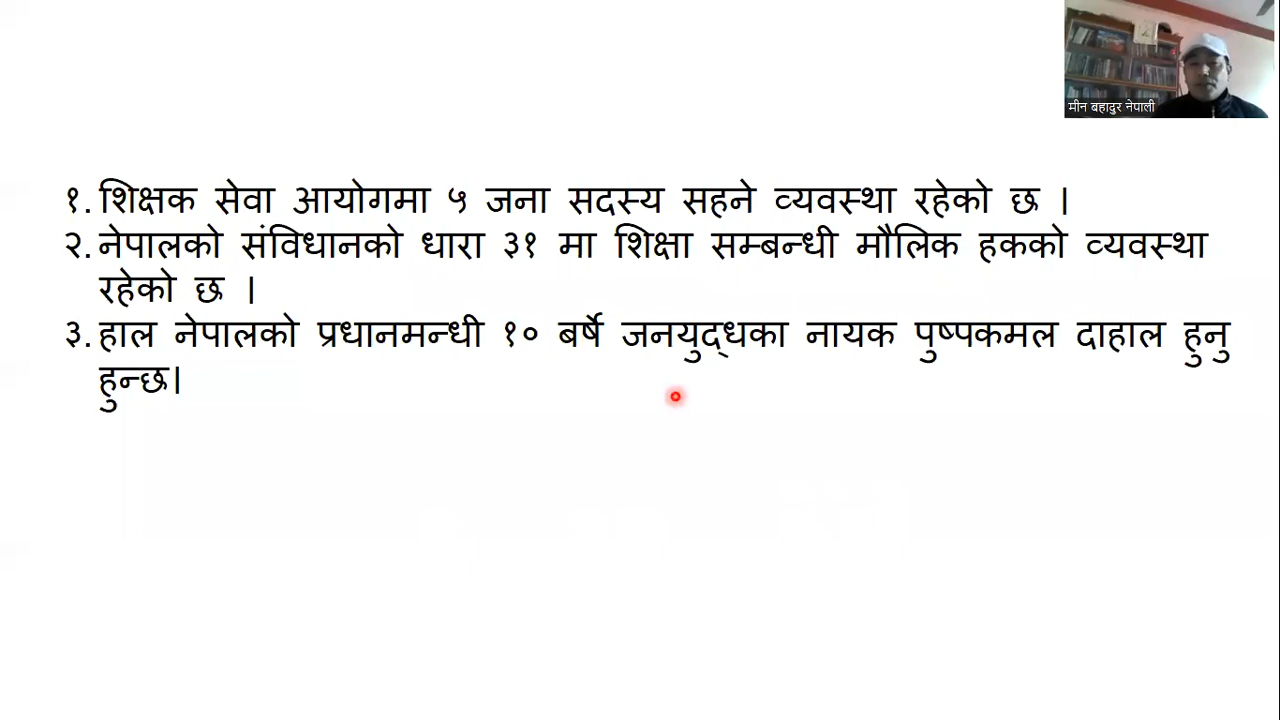 मीन बहादुर नेपाली
१. शिक्षक सेवा आयोगमा ५ जना सदस्य सहने व्यवस्था रहेको छ ।
२. नेपालको संविधानको धारा ३१ मा शिक्षा सम्बन्धी मौलिक हकको व्यवस्था
रहेको छ ।
३. हाल नेपालको प्रधानमन्धी १० बर्षे जनयुद्धका नायक पुष्पकमल दाहाल हुनु
हुन्छ।